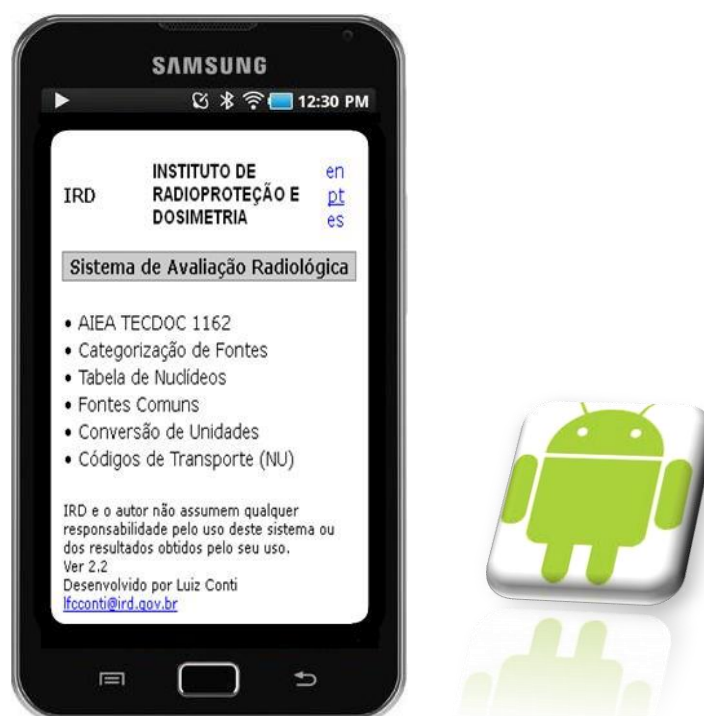 SAMSUNG
12:30 PM
IRD
INSTITUTO DE
RADIOPROTEÇÃO E
DOSIMETRIA
en
pt
es
Sistema de Avaliação Radiológica
• AIEA TECDOC 1162
• Categorização de Fontes
• Tabela de Nuclídeos
• Fontes Comuns
• Conversão de Unidades
• Códigos de Transporte (NU)
IRD e o autor não assumem qualquer
responsabilidade pelo uso deste sistema ou
dos resultados obtidos pelo seu uso.
Ver 2.2
Desenvolvido por Luiz Conti
lfcconti@ird.gov.br